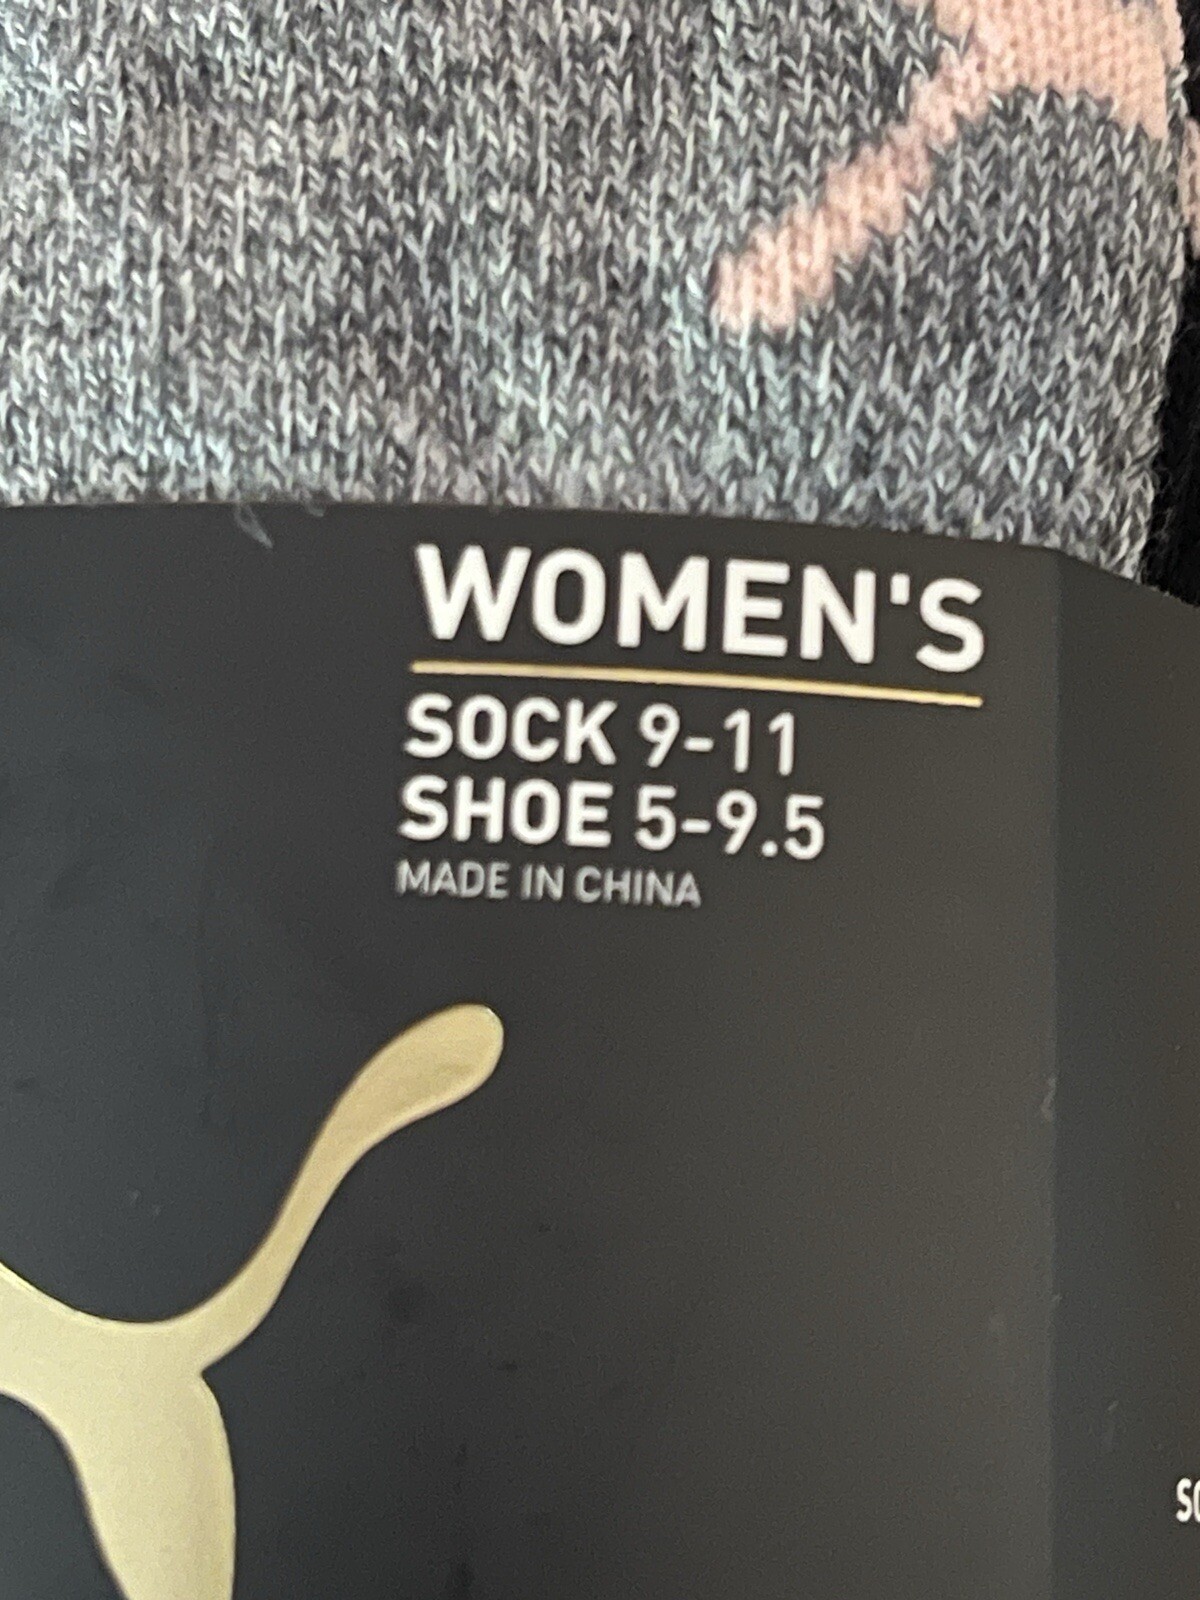 WOMEN'S
SOCK 9-11
SHOE 5-9.5
MADE IN CHINA